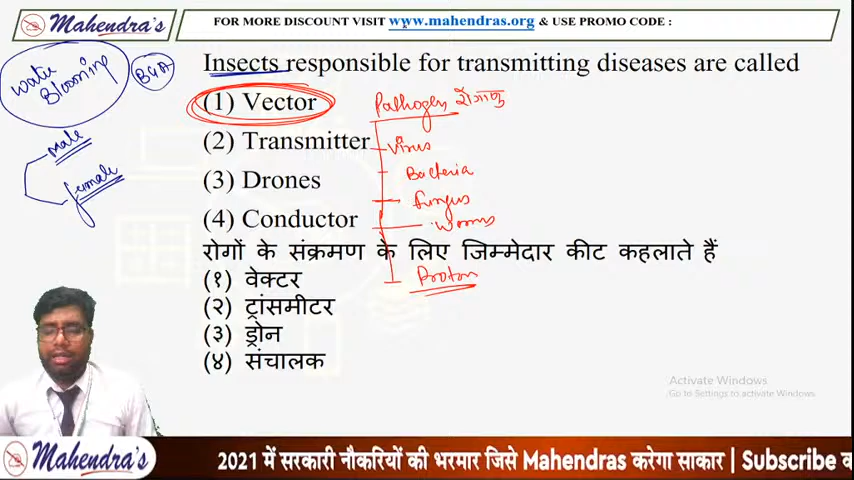 Mahendra's
FOR MORE DISCOUNT VISIT www.mahendras.org & USE PROMO CODE :
Insects responsible for transmitting diseases are called
(1) Vector
(2) Transmitter
(3) Drones
(4) Conductor
रोगों के संक्रमण के लिए जिम्मेदार कीट कहलाते हैं
(१) वेक्टर
(२) ट्रांसमीटर
(३) ड्रोन
(४) संचालक
Water
Blooming
BGA
male
female
Pathogen रोगाणु
virus
Bacteria
fungus
worms
Proton
Activate Windows
Go to Settings to activate Windows.
Mahendra's
2021 में सरकारी नौकरियों की भरमार जिसे Mahendras करेगा साकार | Subscribe